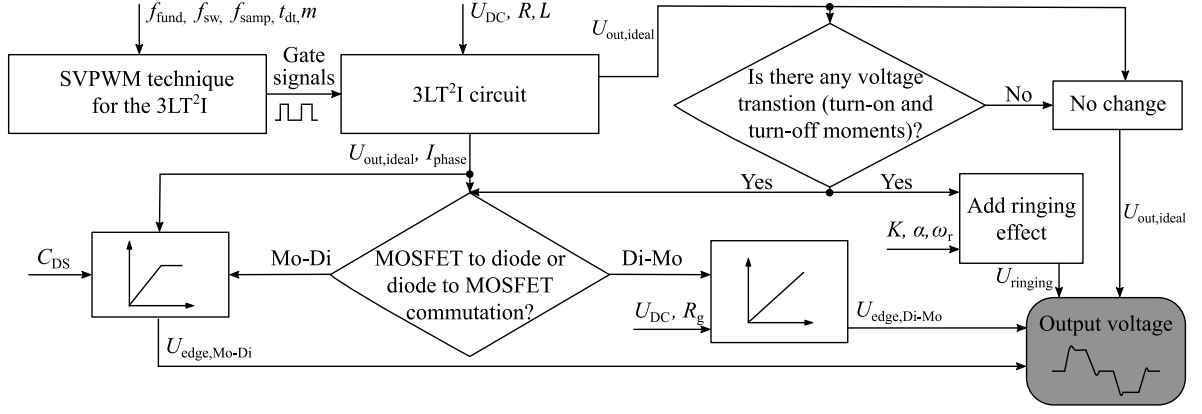 f_fund, f_sw, f_samp, t_dt, m
SVPWM technique
for the 3LT²I
Gate
signals
U_DC, R, L
3LT²I circuit
U_out,ideal
Is there any voltage
transtion (turn-on and
turn-off moments)?
No
No change
U_out,ideal, I_phase
Yes
Yes
Add ringing
effect
K, α, ω_r
U_out,ideal
U_ringing
C_DS
Mo-Di
MOSFET to diode or
diode to MOSFET
commutation?
Di-Mo
U_DC, R_g
U_edge,Di-Mo
U_edge,Mo-Di
Output voltage